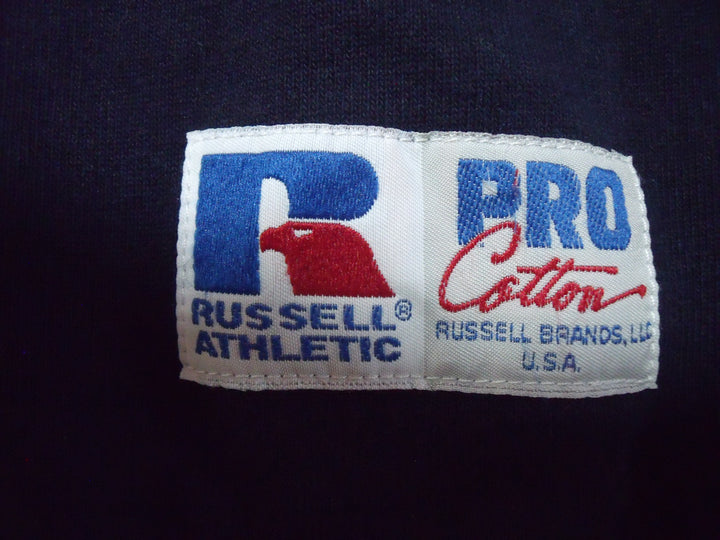 R
RUSSELL®
ATHLETIC
PRO
Cotton
RUSSELL BRANDS, LLC
U.S.A.